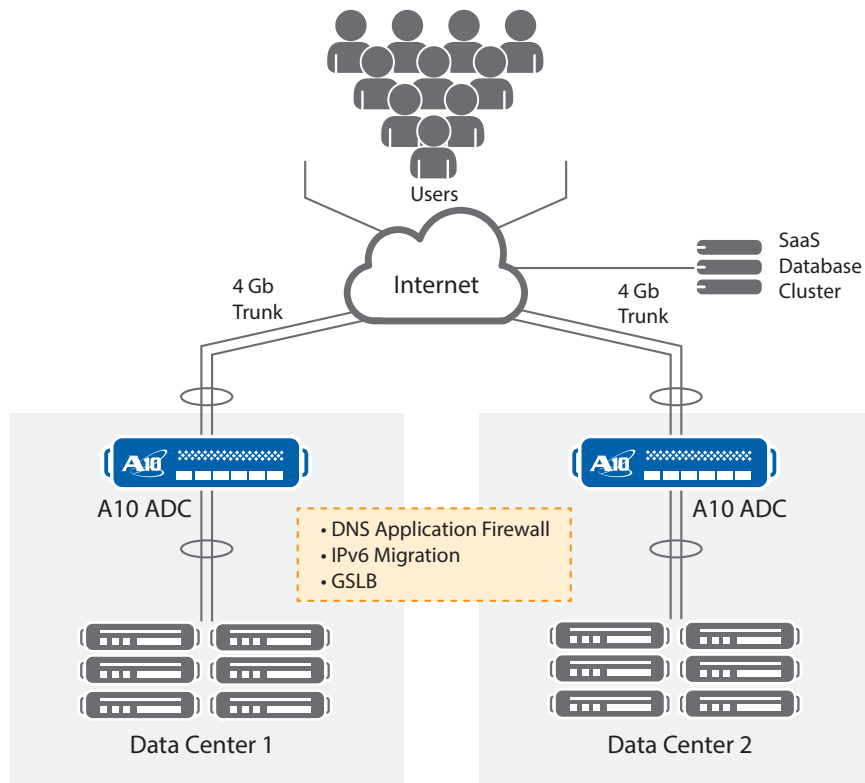 Users
SaaS
Database
Cluster
Internet
4 Gb
Trunk
4 Gb
Trunk
A10
A10
A10 ADC
A10 ADC
• DNS Application Firewall
• IPv6 Migration
• GSLB
Data Center 1
Data Center 2